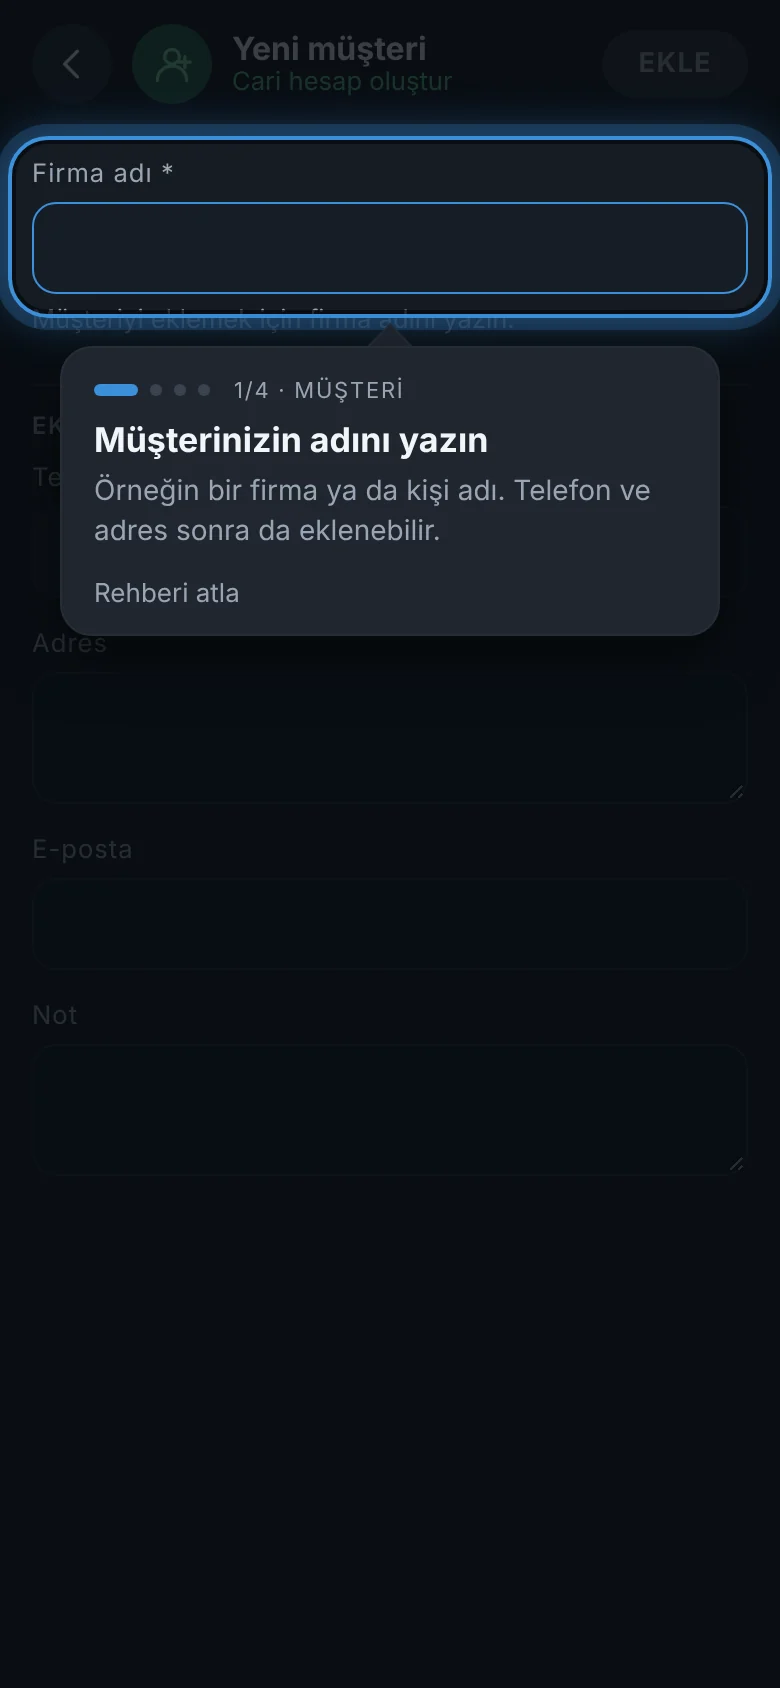 Yeni müşteri
Cari hesap oluştur
EKLE
Firma adı *
Müşteriyi eklemek için firma adını yazın.
1/4 · MÜŞTERİ
Müşterinizin adını yazın
Örneğin bir firma ya da kişi adı. Telefon ve
adres sonra da eklenebilir.
Rehberi atla
Adres
E-posta
Not